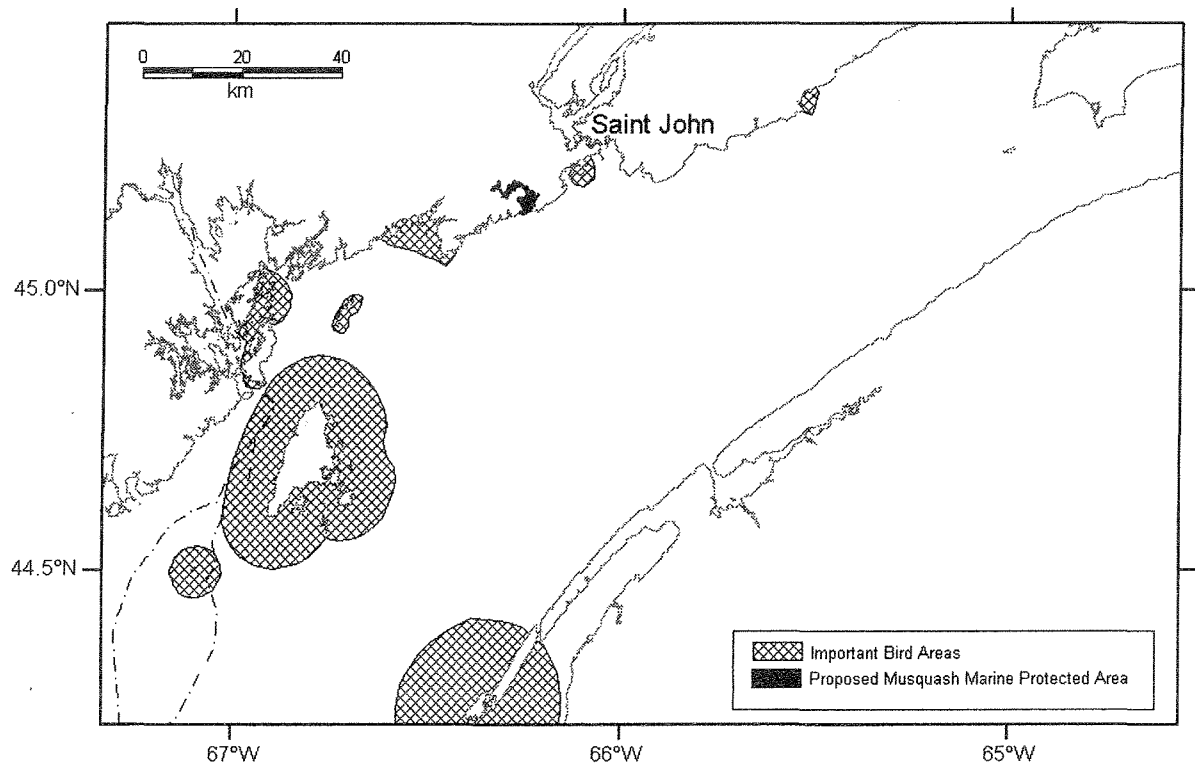 0 20 40
km
Saint John
45.0°N
44.5°N
Important Bird Areas
Proposed Musquash Marine Protected Area
67°W 66°W 65°W